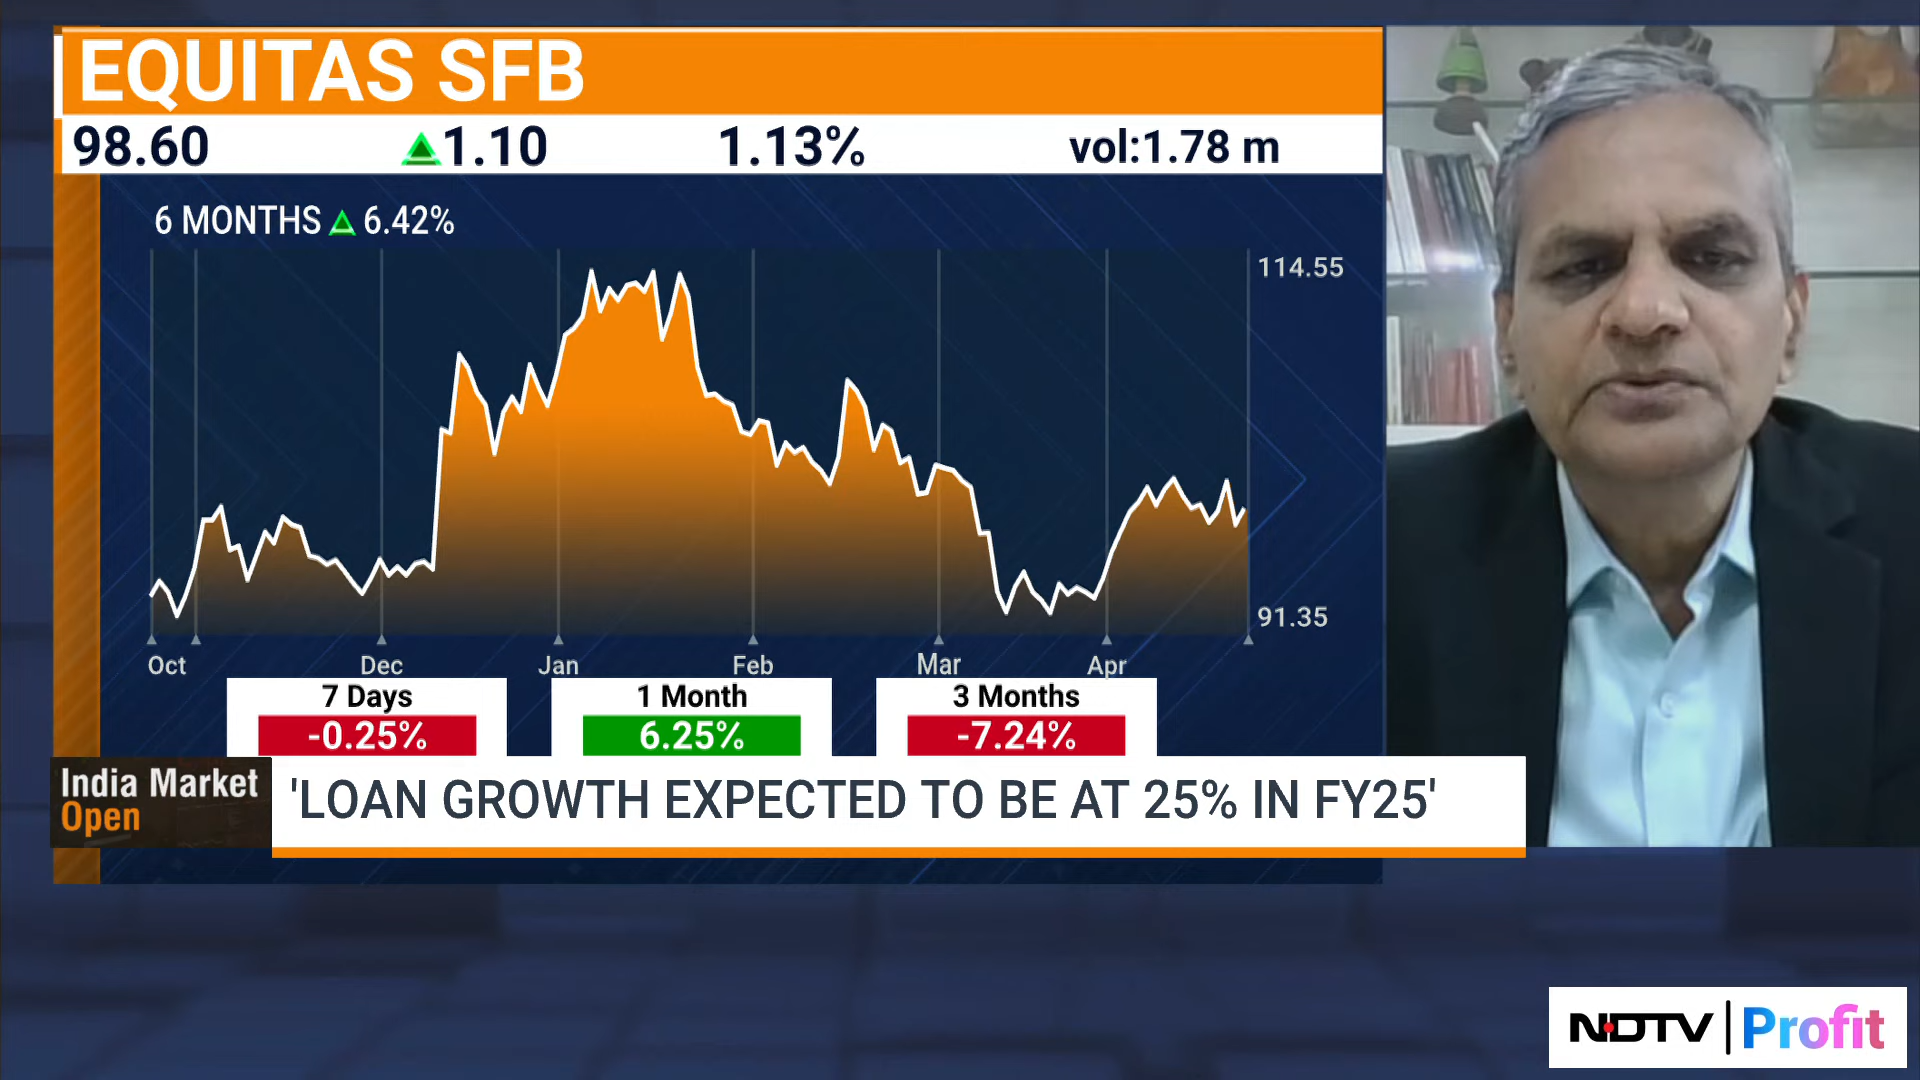 EQUITAS SFB
98.60 1.10 1.13% vol:1.78 m
6 MONTHS 6.42%
114.55
91.35
Oct Dec Jan Feb Mar Apr
7 Days 1 Month 3 Months
-0.25% 6.25% -7.24%
India Market
Open
'LOAN GROWTH EXPECTED TO BE AT 25% IN FY25'
NDTV Profit